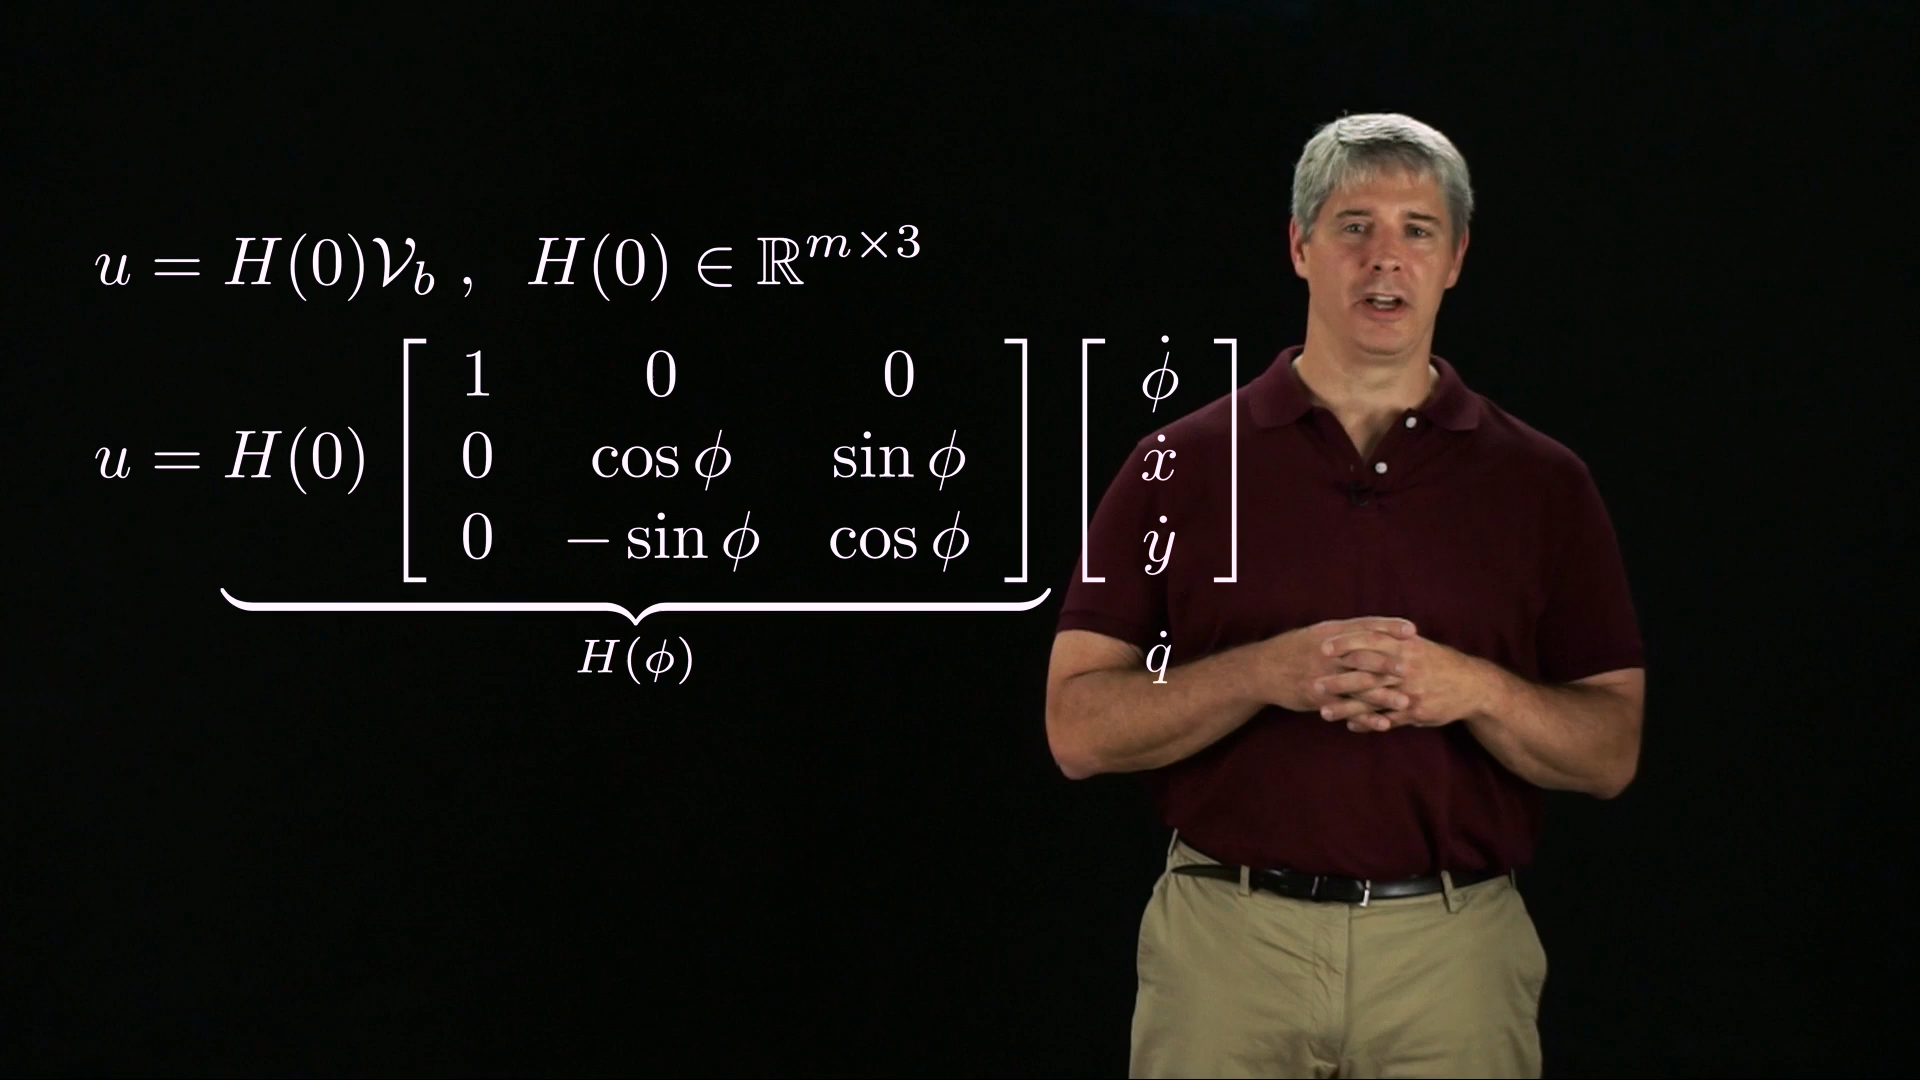 u = H(0)𝒱_b , H(0) ∈ ℝ^{m×3}
u = H(0) [ 1 0 0 ; 0 cos ϕ sin ϕ ; 0 − sin ϕ cos ϕ ] [ ϕ̇ ; ẋ ; ẏ ]
H(ϕ) q̇